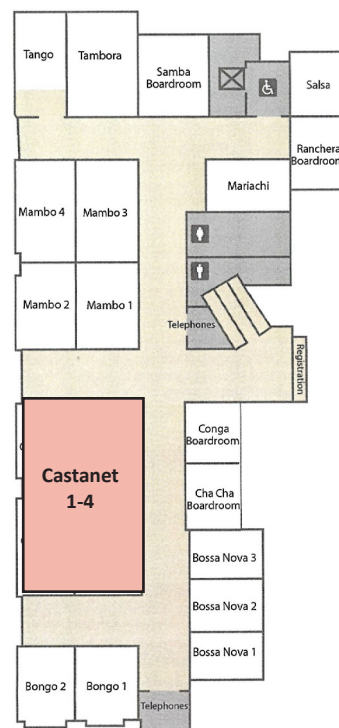 Tango
Tambora
Samba
Boardroom
Salsa
Ranchera
Boardroom
Mariachi
Mambo 4
Mambo 3
Mambo 2
Mambo 1
Telephones
Registration
Castanet
1-4
Conga
Boardroom
Cha Cha
Boardroom
Bossa Nova 3
Bossa Nova 2
Bossa Nova 1
Bongo 2
Bongo 1
Telephones